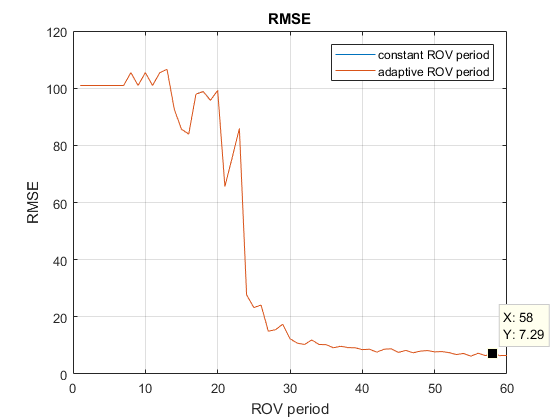 RMSE
120
100
80
60
40
20
0
RMSE
constant ROV period
adaptive ROV period
X: 58
Y: 7.29
0 10 20 30 40 50 60
ROV period